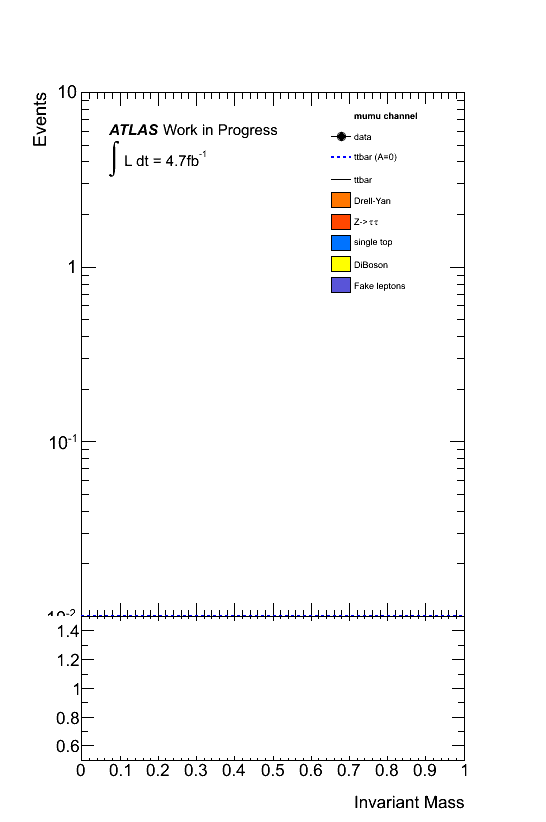 10
Events
ATLAS Work in Progress
∫ L dt = 4.7fb-1
mumu channel
data
ttbar (A=0)
ttbar
Drell-Yan
Z->ττ
single top
DiBoson
Fake leptons
1
10-1
10-2
1.4
1.2
1
0.8
0.6
0 0.1 0.2 0.3 0.4 0.5 0.6 0.7 0.8 0.9 1
Invariant Mass